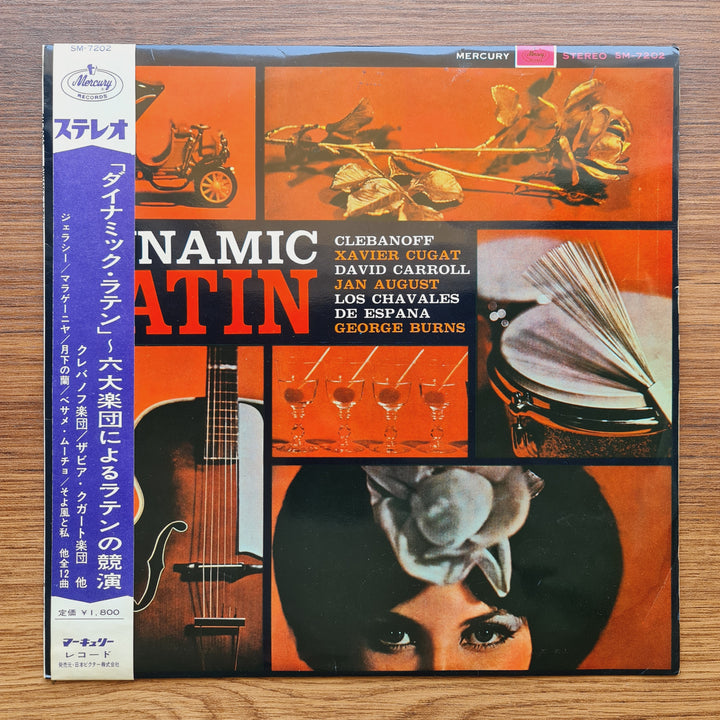 SM-7202
Mercury
RECORDS
ステレオ
「ダイナミック・ラテン」～六大楽団によるラテンの競演
クレバノフ楽団/ザビア・クガート楽団 他
ジェラシー/マラゲーニヤ/月下の蘭/ベサメ・ムーチョ/そよ風と私 他全12曲
定価 ¥1,800
マーキュリー
レコード
発売元・日本ビクター株式会社
MERCURY STEREO SM-7202
NAMIC
ATIN
CLEBANOFF
XAVIER CUGAT
DAVID CARROLL
JAN AUGUST
LOS CHAVALES
DE ESPANA
GEORGE BURNS